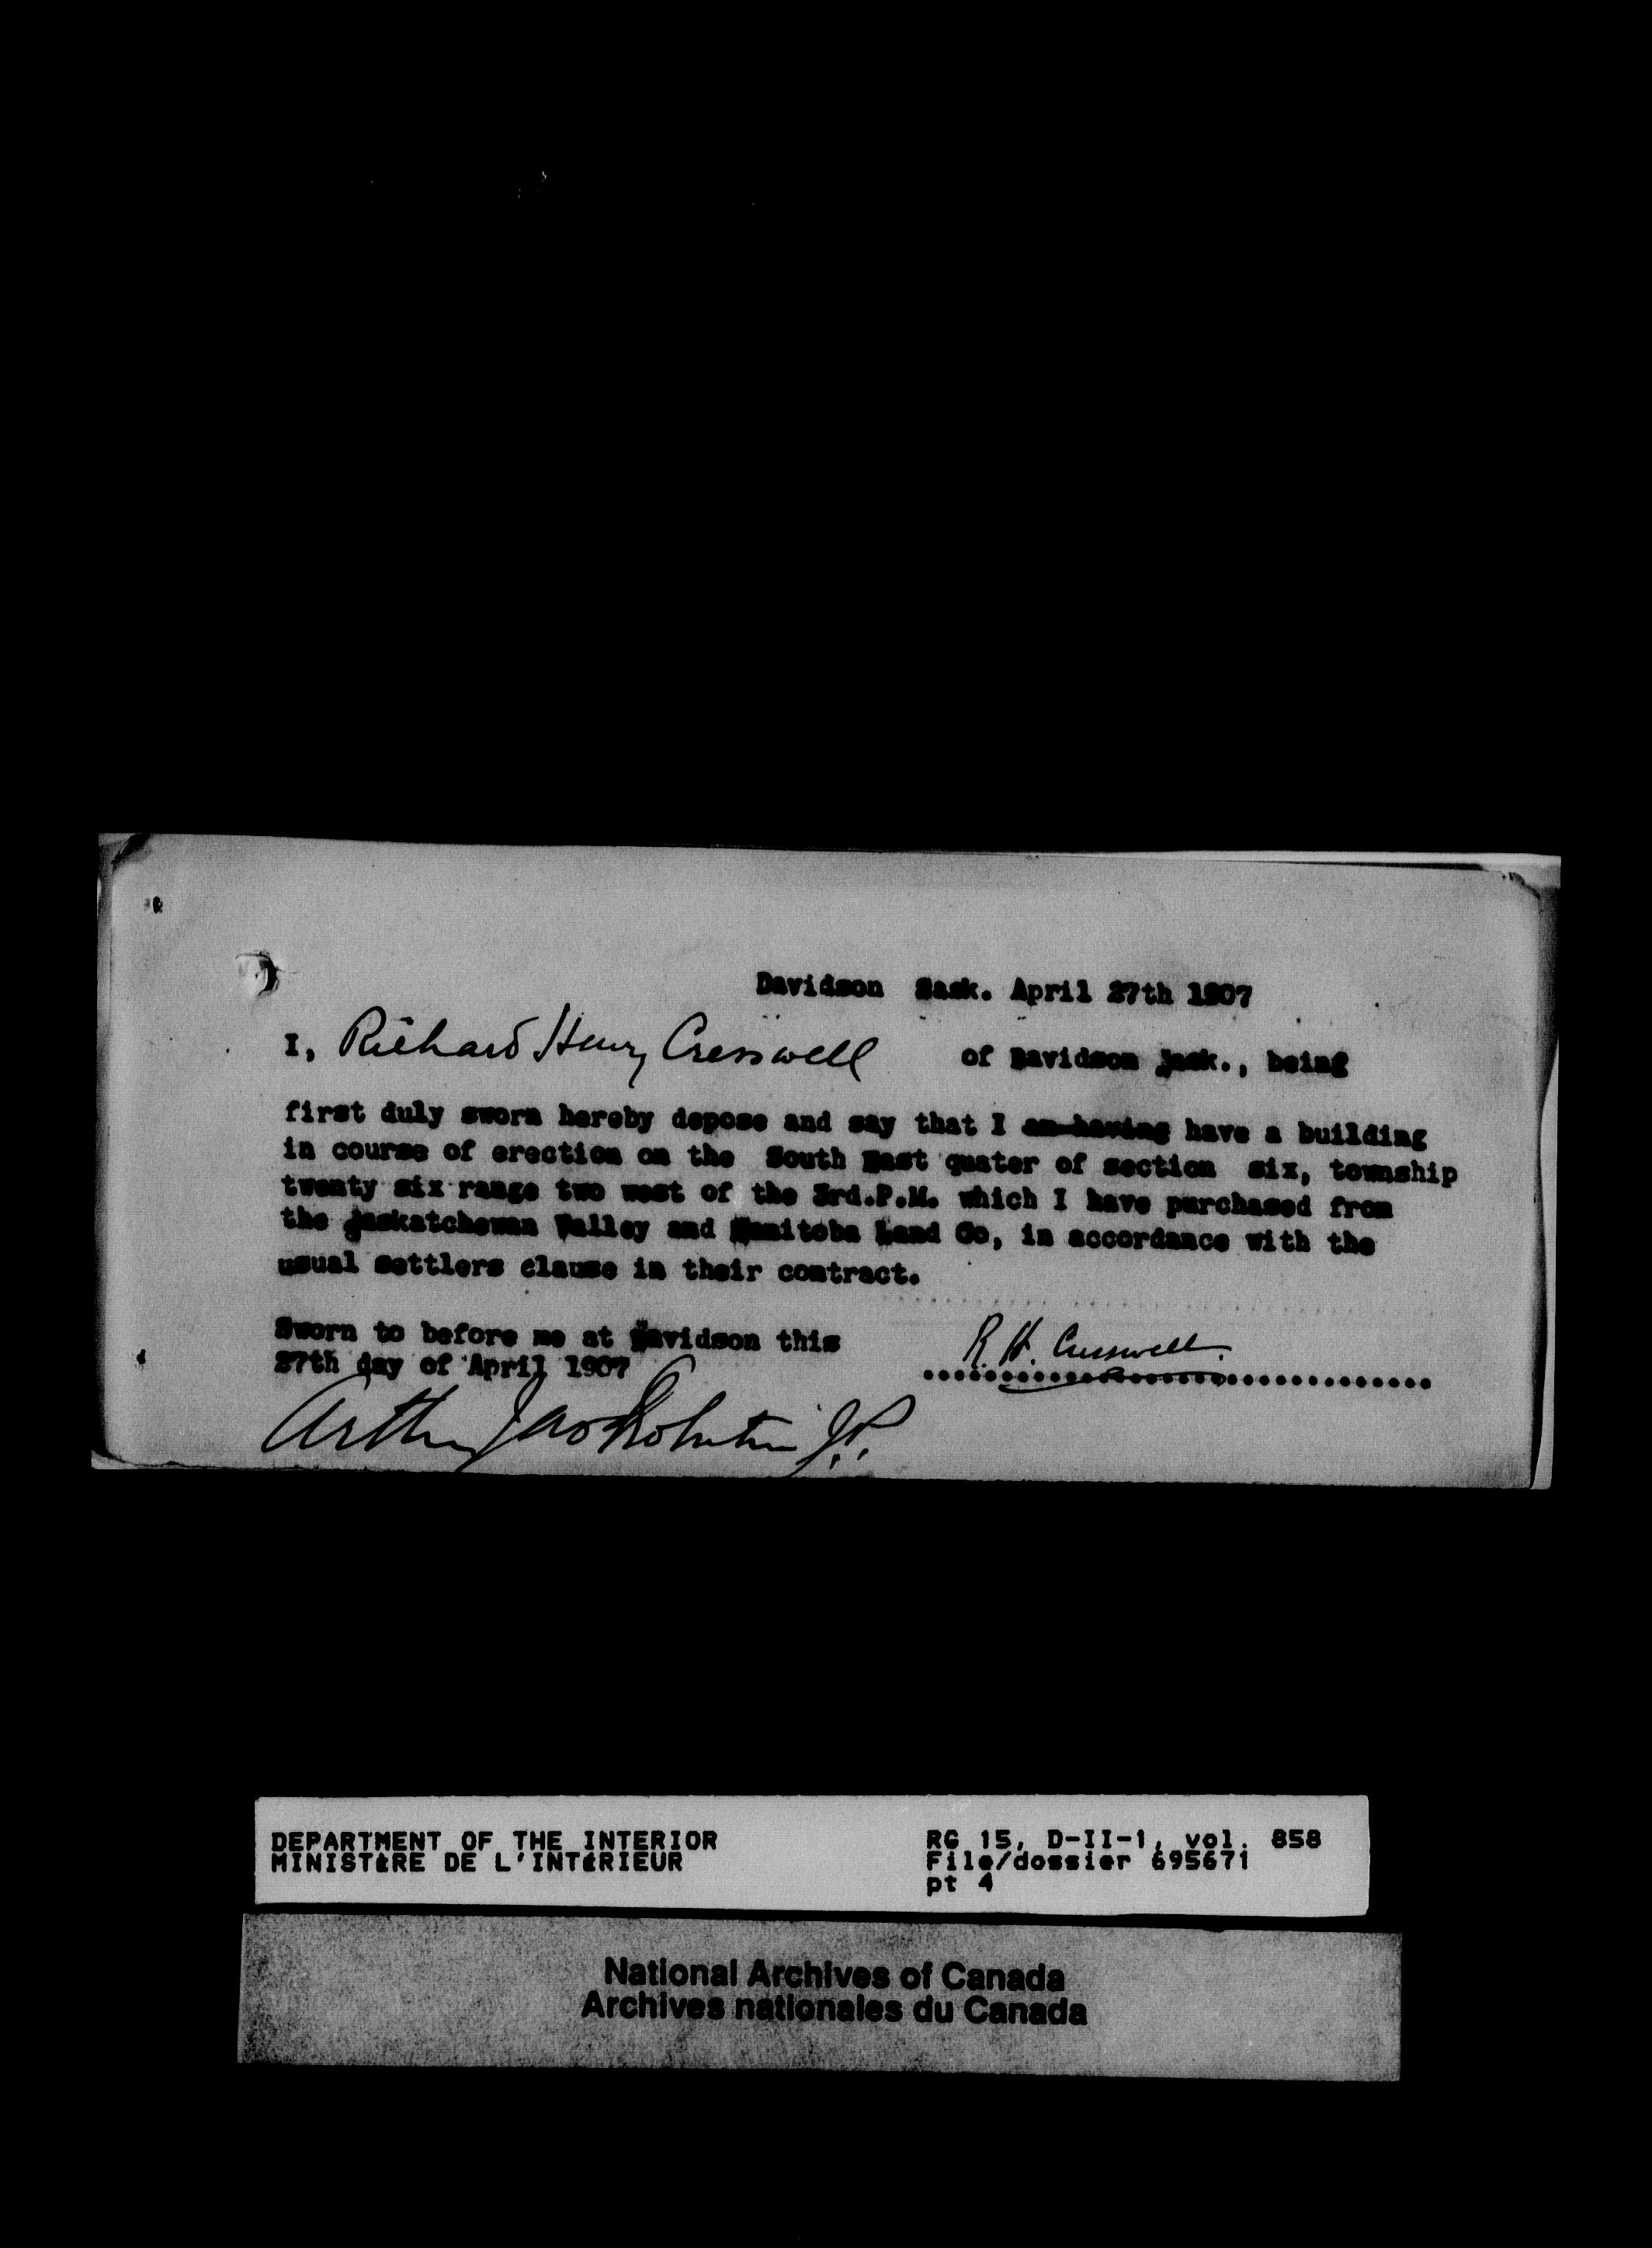 Davidson Sask. April 27th 1907
I, Richard Henry Cresswell of Davidson Sask., being
first duly sworn hereby depose and say that I am having have a building
in course of erection on the South East quater of section six, township
twenty six range two west of the 3rd.P.M. which I have purchased from
the Saskatchewan Valley and Manitoba Land Co, in accordance with the
usual settlers clause in their contract.
Sworn to before me at Davidson this
27th day of April 1907
R. H. Cresswell.
Arthur Jas J.P.
DEPARTMENT OF THE INTERIOR
MINISTÈRE DE L'INTÉRIEUR
RG 15, D-II-1, vol. 858
File/dossier 695671
pt 4
National Archives of Canada
Archives nationales du Canada